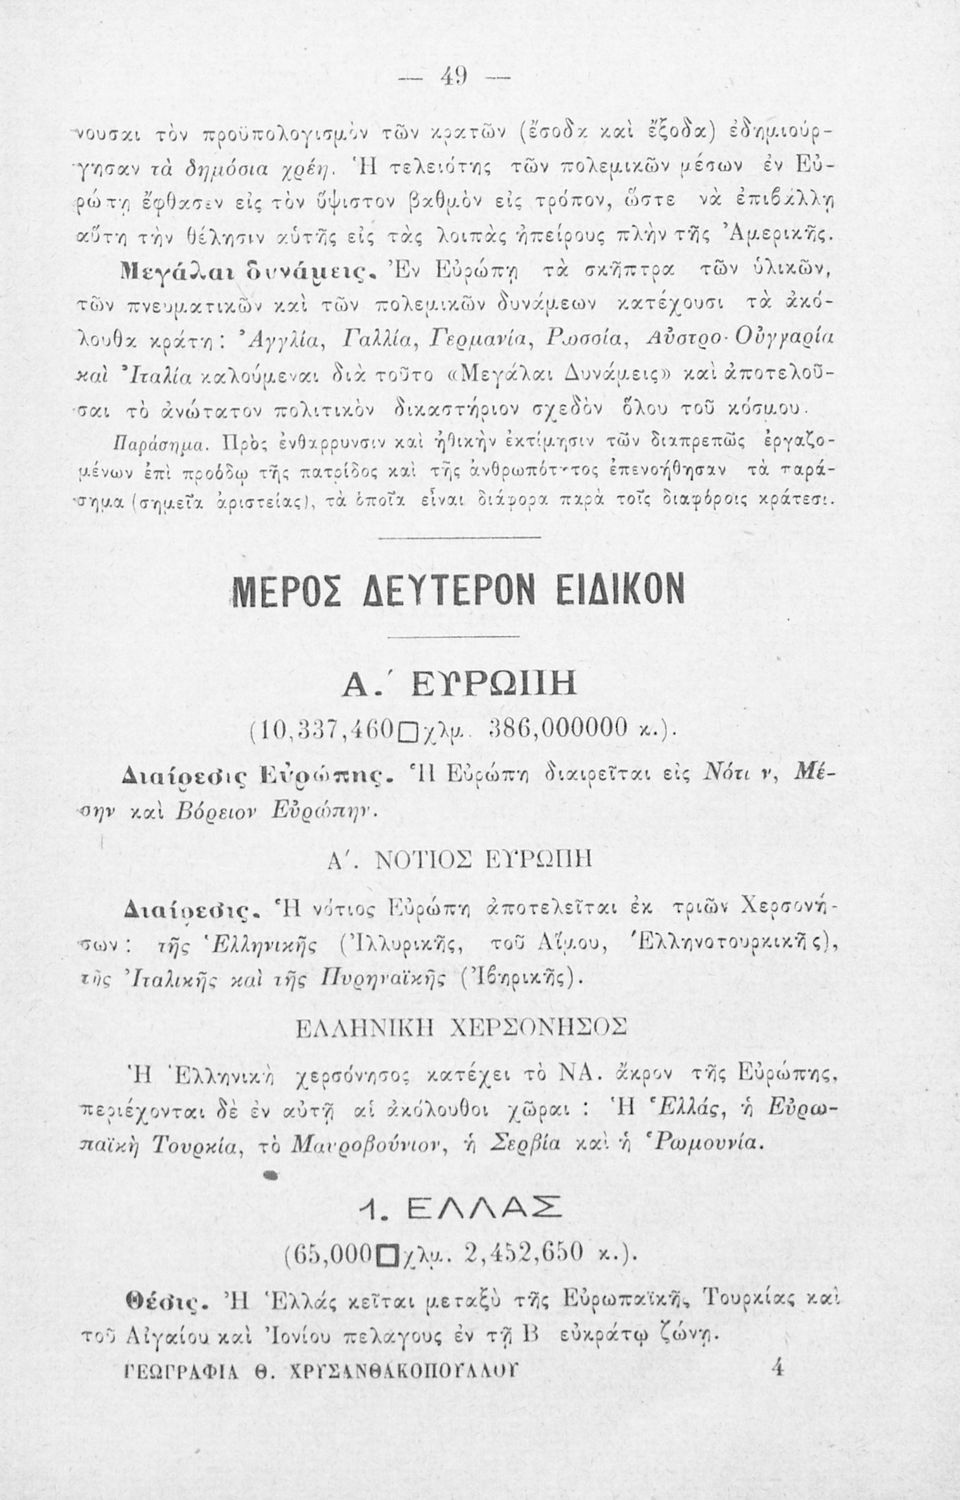 — 49 —
νουσαι τὸν προϋπολογισμὸν τῶν κρατῶν (ἔσοδα καὶ ἔξοδα) ἐδημιούρ-
γησαν τὰ δημόσια χρέη. Ἡ τελειότης τῶν πολεμικῶν μέσων ἐν Εὐ-
ρώπῃ ἔφθασεν εἰς τὸν ὕψιστον βαθμὸν εἰς τρόπον, ὥστε νὰ ἐπιβάλλῃ
αὕτη τὴν θέλησιν αὑτῆς εἰς τὰς λοιπὰς ἠπείρους πλὴν τῆς Ἀμερικῆς.
Μεγάλαι δυνάμεις. Ἐν Εὐρώπῃ τὰ σκῆπτρα τῶν ὑλικῶν,
τῶν πνευματικῶν καὶ τῶν πολεμικῶν δυνάμεων κατέχουσι τὰ ἀκό-
λουθα κράτη: Ἀγγλία, Γαλλία, Γερμανία, Ρωσσία, Αὐστρο-Οὐγγαρία
καὶ Ἰταλία καλούμεναι διὰ τοῦτο «Μεγάλαι Δυνάμεις» καὶ ἀποτελοῦ-
σαι τὸ ἀνώτατον πολιτικὸν δικαστήριον σχεδὸν ὅλου τοῦ κόσμου.
Παράσημα. Πρὸς ἐνθάρρυνσιν καὶ ἠθικὴν ἐκτίμησιν τῶν διαπρεπῶς ἐργαζο-
μένων ἐπὶ προόδῳ τῆς πατρίδος καὶ τῆς ἀνθρωπότητος ἐπενοήθησαν τὰ παρά-
σημα (σημεῖα ἀριστείας), τὰ ὁποῖα εἶναι διάφορα παρὰ τοῖς διαφόροις κράτεσι.
ΜΕΡΟΣ ΔΕΥΤΕΡΟΝ ΕΙΔΙΚΟΝ
Α.΄ ΕΥΡΩΠΗ
(10,337,460□χλμ. 386,000000 κ.).
Διαίρεσις Εὐρώπης. Ἡ Εὐρώπη διαιρεῖται εἰς Νότιον, Μέ-
σην καὶ Βόρειον Εὐρώπην.
Α΄. ΝΟΤΙΟΣ ΕΥΡΩΠΗ
Διαίρεσις. Ἡ νότιος Εὐρώπη ἀποτελεῖται ἐκ τριῶν Χερσονή-
σων: τῆς Ἑλληνικῆς (Ἰλλυρικῆς, τοῦ Αἵμου, Ἑλληνοτουρκικῆς),
τῆς Ἰταλικῆς καὶ τῆς Πυρηναϊκῆς (Ἰβηρικῆς).
ΕΛΛΗΝΙΚΗ ΧΕΡΣΟΝΗΣΟΣ
Ἡ Ἑλληνικὴ χερσόνησος κατέχει τὸ ΝΑ. ἄκρον τῆς Εὐρώπης,
περιέχονται δὲ ἐν αὐτῇ αἱ ἀκόλουθοι χῶραι: Ἡ Ἑλλάς, ἡ Εὐρω-
παϊκὴ Τουρκία, τὸ Μαυροβούνιον, ἡ Σερβία καὶ ἡ Ῥωμουνία.
1. ΕΛΛΑΣ
(65,000□χλμ. 2,452,650 κ.).
Θέσις. Ἡ Ἑλλάς κεῖται μεταξὺ τῆς Εὐρωπαϊκῆς Τουρκίας καὶ
τοῦ Αἰγαίου καὶ Ἰονίου πελάγους ἐν τῇ Β εὐκράτῳ ζώνῃ.
ΓΕΩΓΡΑΦΙΑ Θ. ΧΡΥΣΑΝΘΑΚΟΠΟΥΛΛΟΥ 4